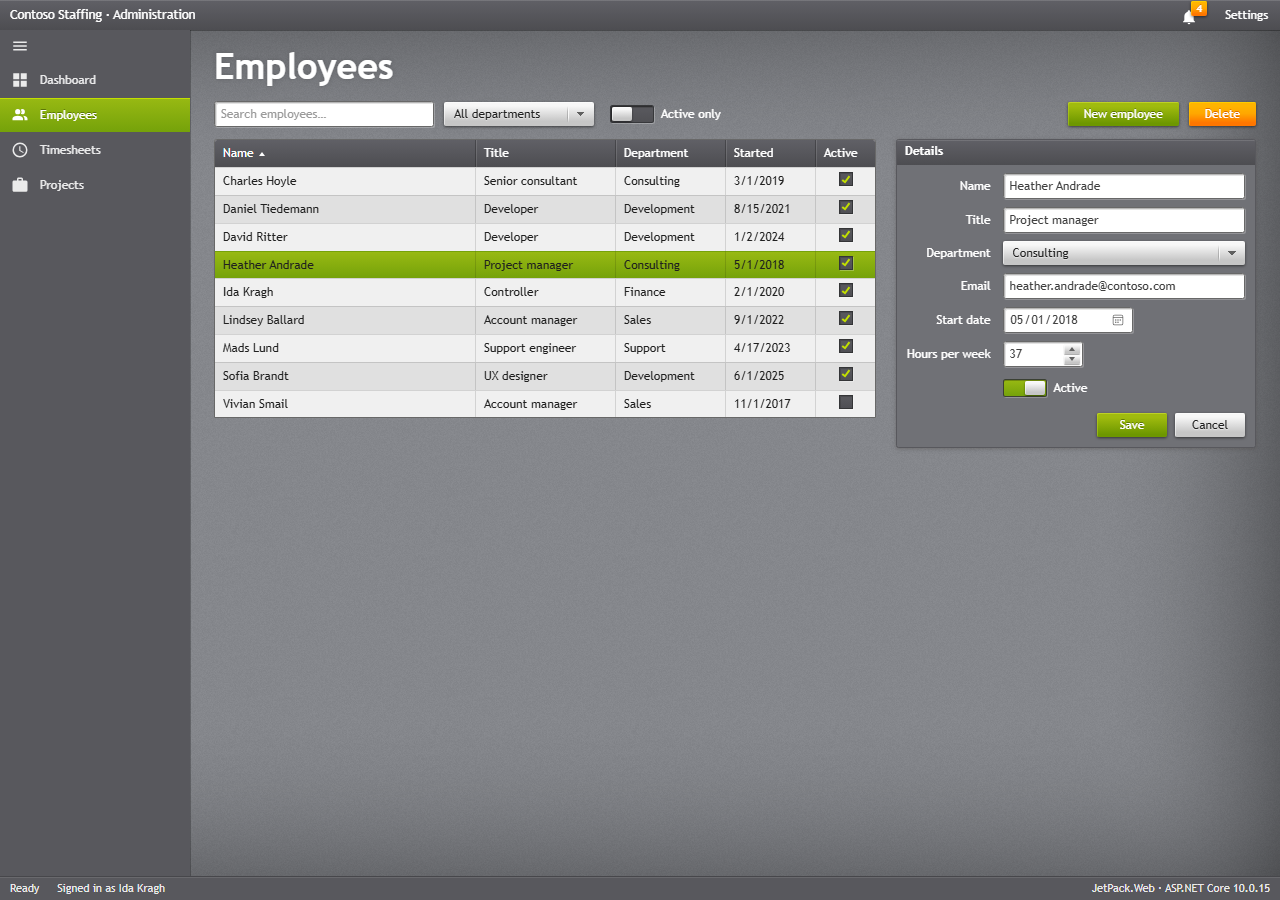 Contoso Staffing · Administration
4
Settings
Dashboard
Employees
Timesheets
Projects
Employees
Search employees...
All departments
Active only
New employee
Delete
Name Title Department Started Active
Charles Hoyle Senior consultant Consulting 3/1/2019
Daniel Tiedemann Developer Development 8/15/2021
David Ritter Developer Development 1/2/2024
Heather Andrade Project manager Consulting 5/1/2018
Ida Kragh Controller Finance 2/1/2020
Lindsey Ballard Account manager Sales 9/1/2022
Mads Lund Support engineer Support 4/17/2023
Sofia Brandt UX designer Development 6/1/2025
Vivian Smail Account manager Sales 11/1/2017
Details
Name Heather Andrade
Title Project manager
Department Consulting
Email heather.andrade@contoso.com
Start date 05/01/2018
Hours per week 37
Active
Save Cancel
Ready Signed in as Ida Kragh
JetPack.Web · ASP.NET Core 10.0.15